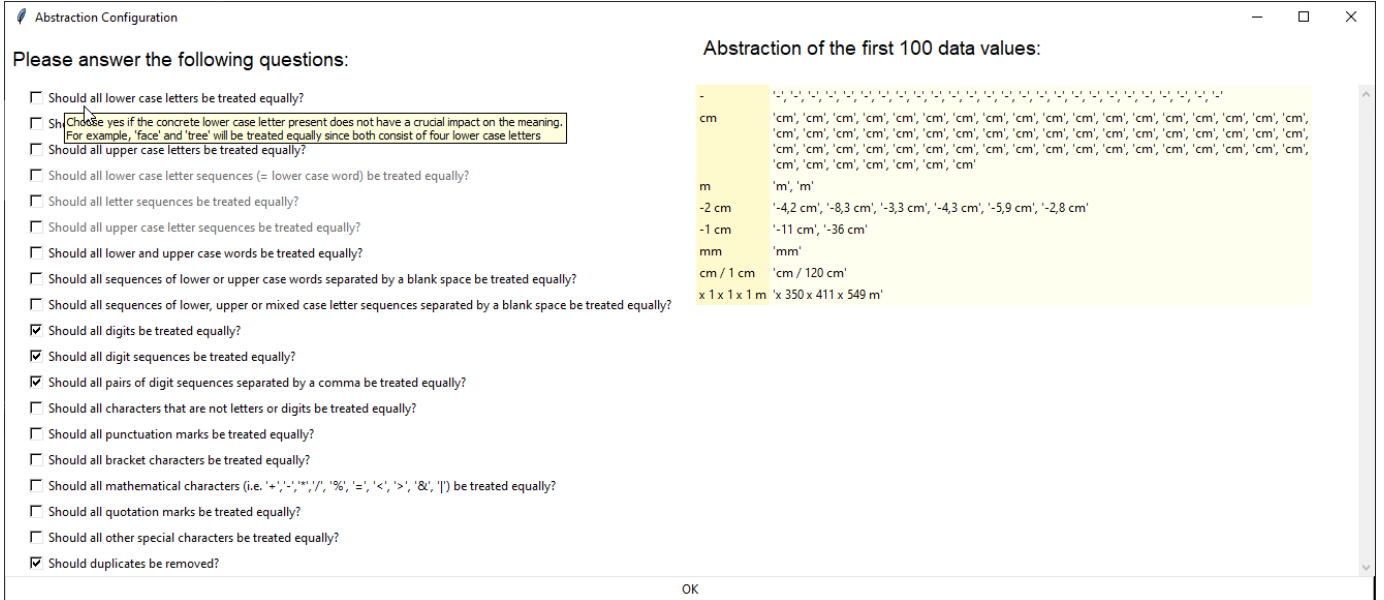 Abstraction Configuration
Please answer the following questions:
Should all lower case letters be treated equally?
Sho
Choose yes if the concrete lower case letter present does not have a crucial impact on the meaning.
For example, 'face' and 'tree' will be treated equally since both consist of four lower case letters
Should all upper case letters be treated equally?
Should all lower case letter sequences (= lower case word) be treated equally?
Should all letter sequences be treated equally?
Should all upper case letter sequences be treated equally?
Should all lower and upper case words be treated equally?
Should all sequences of lower or upper case words separated by a blank space be treated equally?
Should all sequences of lower, upper or mixed case letter sequences separated by a blank space be treated equally?
Should all digits be treated equally?
Should all digit sequences be treated equally?
Should all pairs of digit sequences separated by a comma be treated equally?
Should all characters that are not letters or digits be treated equally?
Should all punctuation marks be treated equally?
Should all bracket characters be treated equally?
Should all mathematical characters (i.e. '+','-','*','/', '%', '=', '<', '>', '&', '|') be treated equally?
Should all quotation marks be treated equally?
Should all other special characters be treated equally?
Should duplicates be removed?
Abstraction of the first 100 data values:
- '-', '-', '-', '-', '-', '-', '-', '-', '-', '-', '-', '-', '-', '-', '-', '-', '-', '-', '-', '-', '-', '-', '-', '-', '-', '-'
cm 'cm', 'cm', 'cm', 'cm', 'cm', 'cm', 'cm', 'cm', 'cm', 'cm', 'cm', 'cm', 'cm', 'cm', 'cm', 'cm', 'cm', 'cm',
'cm', 'cm', 'cm', 'cm', 'cm', 'cm', 'cm', 'cm', 'cm', 'cm', 'cm', 'cm', 'cm', 'cm', 'cm', 'cm', 'cm', 'cm',
'cm', 'cm', 'cm', 'cm', 'cm', 'cm', 'cm', 'cm', 'cm', 'cm', 'cm', 'cm', 'cm', 'cm', 'cm', 'cm', 'cm', 'cm',
'cm', 'cm', 'cm', 'cm', 'cm', 'cm', 'cm'
m 'm', 'm'
-2 cm '-4,2 cm', '-8,3 cm', '-3,3 cm', '-4,3 cm', '-5,9 cm', '-2,8 cm'
-1 cm '-11 cm', '-36 cm'
mm 'mm'
cm / 1 cm 'cm / 120 cm'
x 1 x 1 x 1 m 'x 350 x 411 x 549 m'
OK